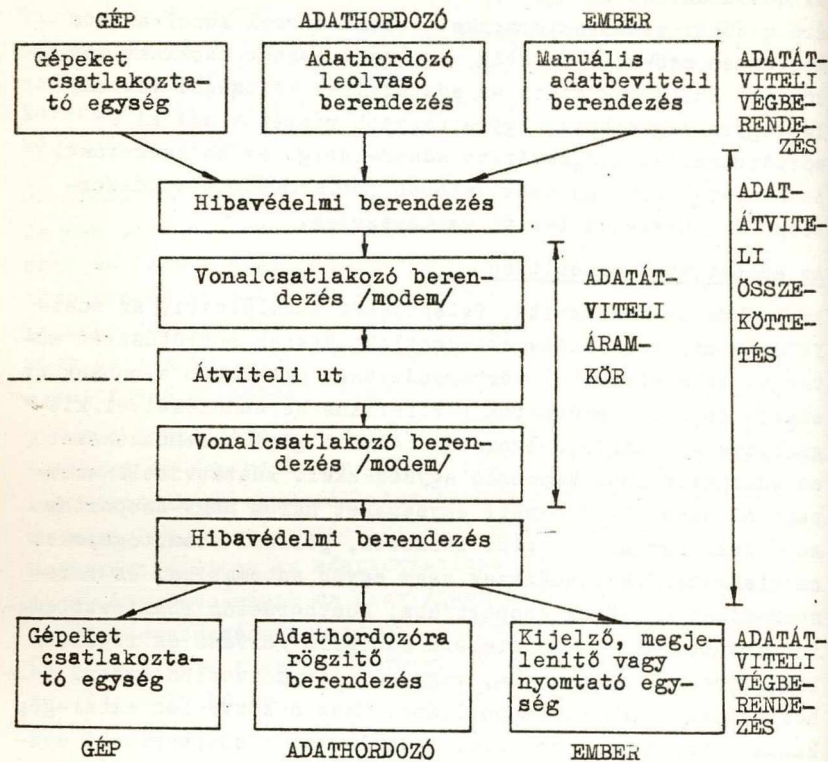 GÉP
ADATHORDOZÓ
EMBER
Gépeket
csatlakozta-
tó egység
Adathordozó
leolvasó
berendezés
Manuális
adatbeviteli
berendezés
ADATÁT-
VITELI
VÉGBE-
RENDE-
ZÉS
Hibavédelmi berendezés
ADAT-
ÁTVITE-
LI
ÖSSZE-
KÖTTE-
TÉS
Vonalcsatlakozó beren-
dezés /modem/
ADATÁT-
VITELI
ÁRAM-
KÖR
Átviteli ut
Vonalcsatlakozó beren-
dezés /modem/
Hibavédelmi berendezés
Gépeket
csatlakozta-
tó egység
Adathordozóra
rögzitő
berendezés
Kijelző, megje-
lenitő vagy
nyomtató egy-
ség
ADATÁT-
VITELI
VÉGBE-
RENDE-
ZÉS
GÉP
ADATHORDOZÓ
EMBER